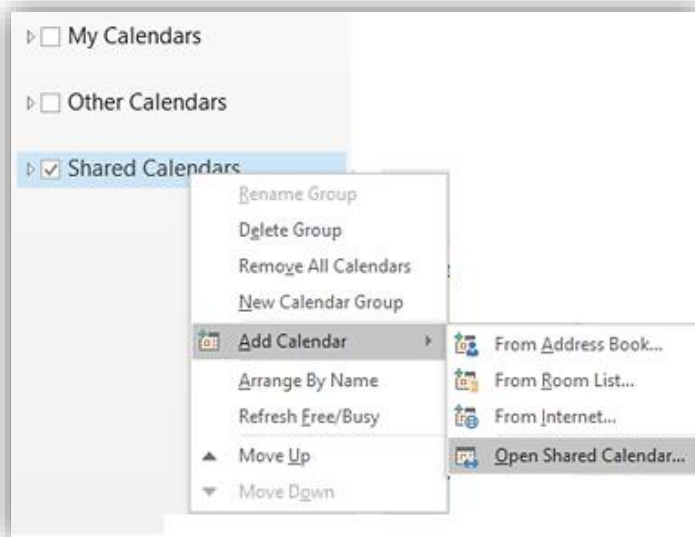 My Calendars
Other Calendars
Shared Calendars
Rename Group
Delete Group
Remove All Calendars
New Calendar Group
Add Calendar
Arrange By Name
Refresh Free/Busy
Move Up
Move Down
From Address Book...
From Room List...
From Internet...
Open Shared Calendar...